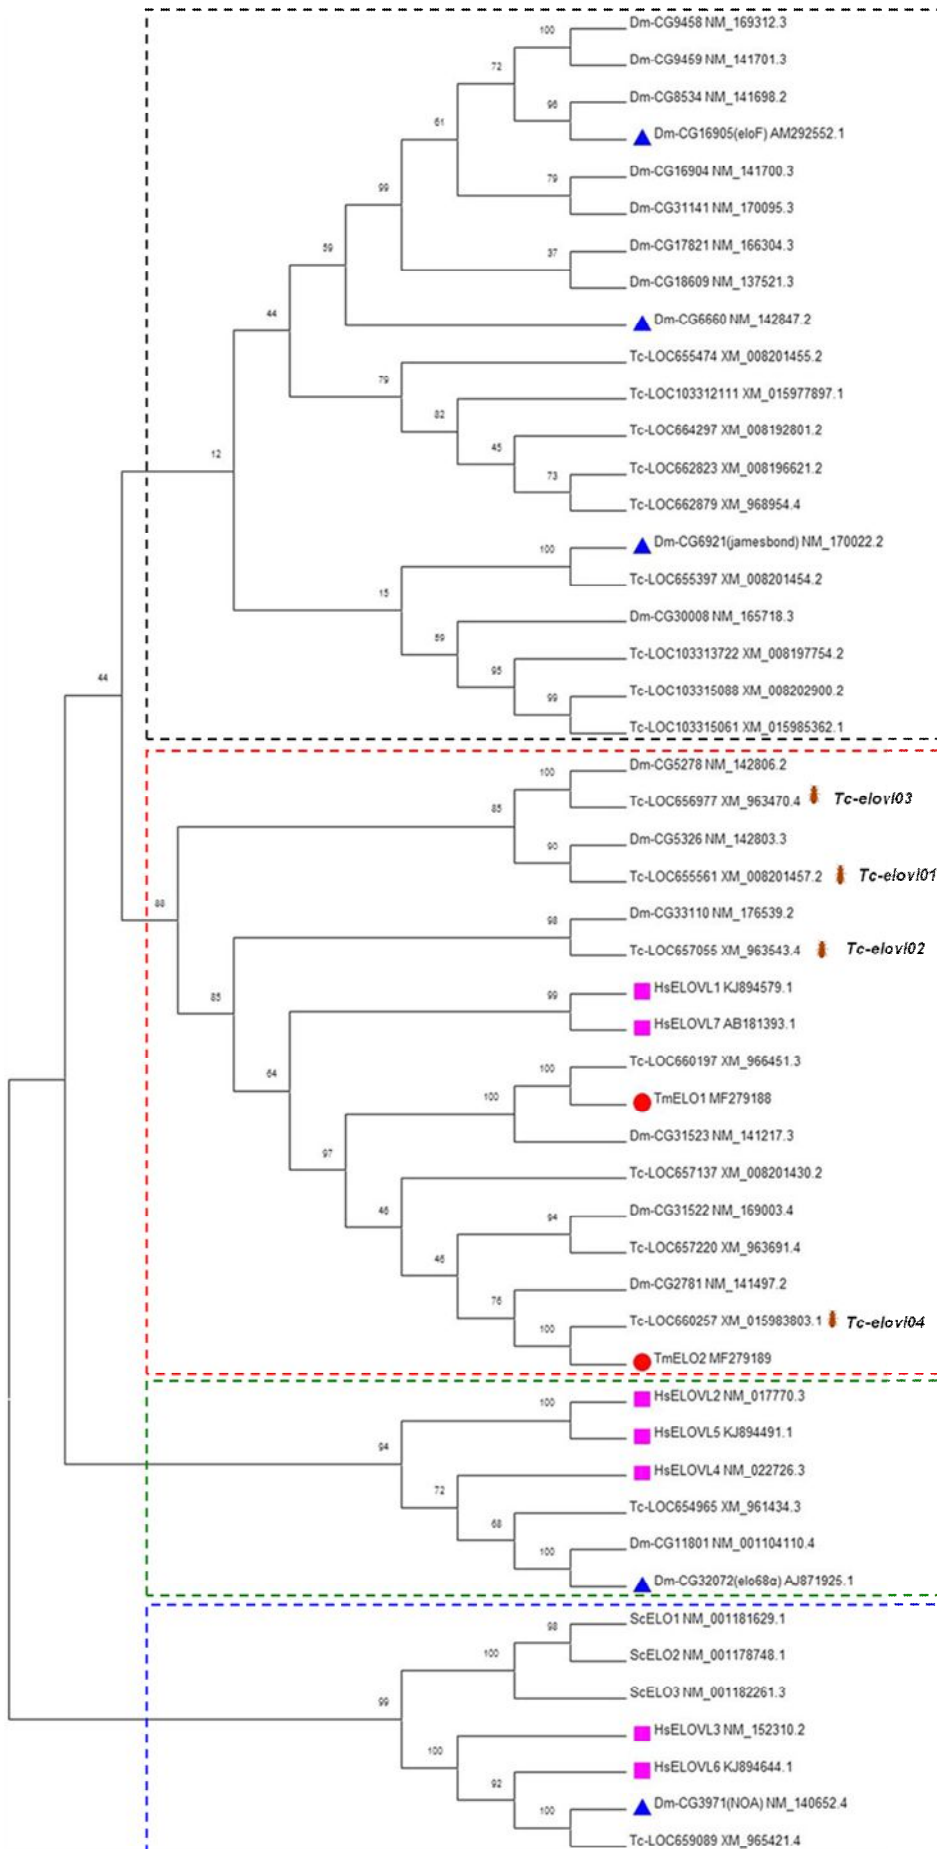 100
Dm-CG9458 NM_169312.3
72
Dm-CG9459 NM_141701.3
96
Dm-CG8534 NM_141698.2
61
Dm-CG16905(eloF) AM292552.1
79
Dm-CG16904 NM_141700.3
99
Dm-CG31141 NM_170095.3
59
37
Dm-CG17821 NM_166304.3
Dm-CG18609 NM_137521.3
44
Dm-CG6660 NM_142847.2
Tc-LOC655474 XM_008201455.2
79
Tc-LOC103312111 XM_015977897.1
82
Tc-LOC664297 XM_008192801.2
45
12
Tc-LOC662823 XM_008196621.2
73
Tc-LOC662879 XM_968954.4
Dm-CG6921(jamesbond) NM_170022.2
100
Tc-LOC655397 XM_008201454.2
15
Dm-CG30008 NM_165718.3
59
Tc-LOC103313722 XM_008197754.2
95
44
Tc-LOC103315088 XM_008202900.2
99
Tc-LOC103315061 XM_015985362.1
100
Dm-CG5278 NM_142806.2
85
Tc-LOC656977 XM_963470.4 Tc-elovl03
90
Dm-CG5326 NM_142803.3
Tc-LOC655561 XM_008201457.2 Tc-elovl01
88
98
Dm-CG33110 NM_176539.2
Tc-LOC657055 XM_963543.4 Tc-elovl02
85
99
HsELOVL1 KJ894579.1
HsELOVL7 AB181393.1
64
100
Tc-LOC660197 XM_966451.3
100
TmELO1 MF279188
97
Dm-CG31523 NM_141217.3
Tc-LOC657137 XM_008201430.2
46
94
Dm-CG31522 NM_169003.4
46
Tc-LOC657220 XM_963691.4
76
Dm-CG2781 NM_141497.2
100
Tc-LOC660257 XM_015983803.1 Tc-elovl04
TmELO2 MF279189
100
HsELOVL2 NM_017770.3
94
HsELOVL5 KJ894491.1
72
HsELOVL4 NM_022726.3
68
Tc-LOC654965 XM_961434.3
100
Dm-CG11801 NM_001104110.4
Dm-CG32072(elo68α) AJ871925.1
98
ScELO1 NM_001181629.1
100
ScELO2 NM_001178748.1
99
ScELO3 NM_001182261.3
100
HsELOVL3 NM_152310.2
92
HsELOVL6 KJ894644.1
100
Dm-CG3971(NOA) NM_140652.4
Tc-LOC659089 XM_965421.4